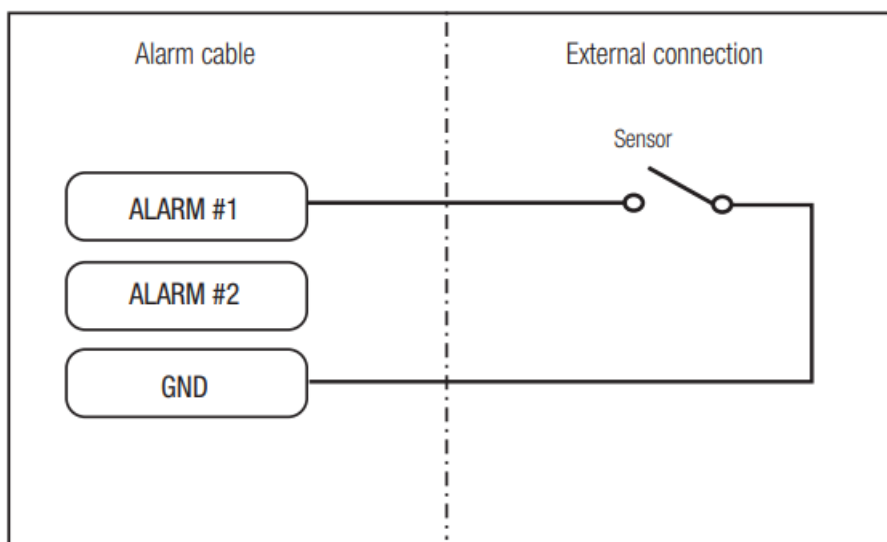 Alarm cable
External connection
Sensor
ALARM #1
ALARM #2
GND